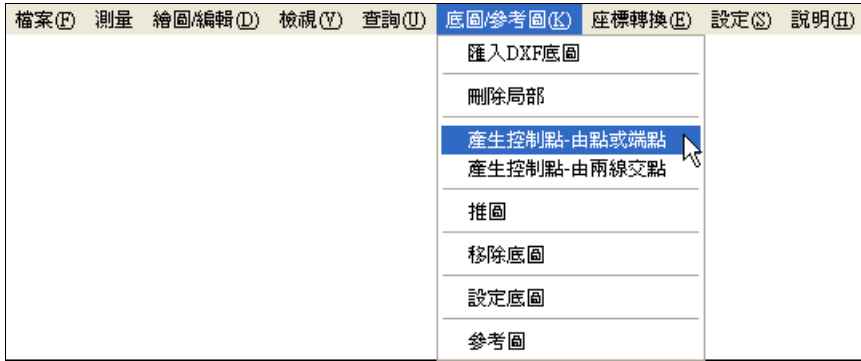 檔案(F) 測量 繪圖/編輯(D) 檢視(V) 查詢(U) 底圖/參考圖(K) 座標轉換(E) 設定(S) 說明(H)
匯入DXF底圖
刪除局部
產生控制點-由點或端點
產生控制點-由兩線交點
推圖
移除底圖
設定底圖
參考圖